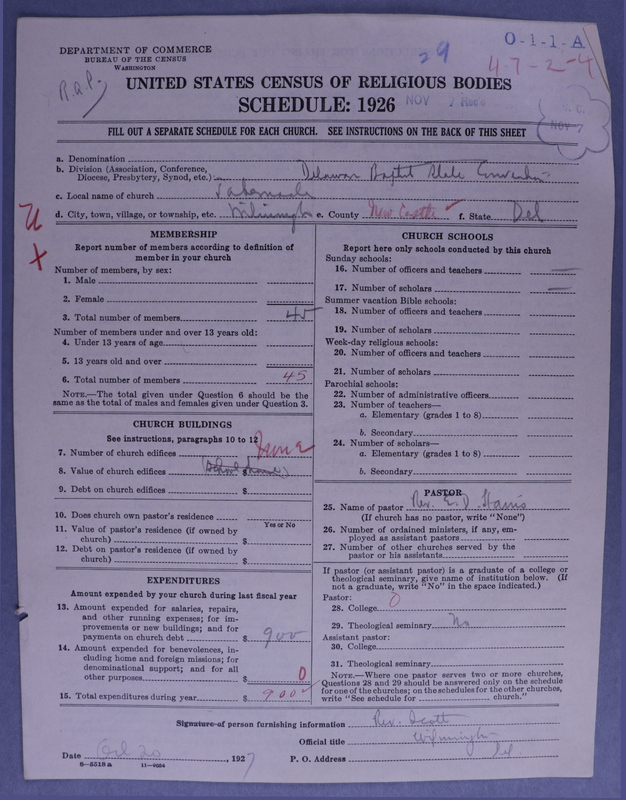 DEPARTMENT OF COMMERCE
BUREAU OF THE CENSUS
WASHINGTON
R.a.P.
29
O-1-1-A
47-2-4
UNITED STATES CENSUS OF RELIGIOUS BODIES
SCHEDULE: 1926
NOV
NOV 7
FILL OUT A SEPARATE SCHEDULE FOR EACH CHURCH. SEE INSTRUCTIONS ON THE BACK OF THIS SHEET
a. Denomination
b. Division (Association, Conference,
Diocese, Presbytery, Synod, etc.) Delaware Baptist State Convention
c. Local name of church Tabernacle
d. City, town, village, or township, etc. Wilmington e. County New Castle f. State Del
MEMBERSHIP
Report number of members according to definition of
member in your church
Number of members, by sex:
1. Male
2. Female
3. Total number of members 45
Number of members under and over 13 years old:
4. Under 13 years of age
5. 13 years old and over
6. Total number of members 45
NOTE.—The total given under Question 6 should be the
same as the total of males and females given under Question 3.
CHURCH BUILDINGS
See instructions, paragraphs 10 to 12
7. Number of church edifices
8. Value of church edifices $
9. Debt on church edifices $
10. Does church own pastor's residence
Yes or No
11. Value of pastor's residence (if owned by
church) $
12. Debt on pastor's residence (if owned by
church) $
EXPENDITURES
Amount expended by your church during last fiscal year
13. Amount expended for salaries, repairs,
and other running expenses; for im-
provements or new buildings; and for
payments on church debt $ 900
14. Amount expended for benevolences, in-
cluding home and foreign missions; for
denominational support; and for all
other purposes $ 0
15. Total expenditures during year $ 900
CHURCH SCHOOLS
Report here only schools conducted by this church
Sunday schools:
16. Number of officers and teachers
17. Number of scholars
Summer vacation Bible schools:
18. Number of officers and teachers
19. Number of scholars
Week-day religious schools:
20. Number of officers and teachers
21. Number of scholars
Parochial schools:
22. Number of administrative officers
23. Number of teachers—
a. Elementary (grades 1 to 8)
b. Secondary
24. Number of scholars—
a. Elementary (grades 1 to 8)
b. Secondary
PASTOR
25. Name of pastor Rev. E. D. Harris
(If church has no pastor, write "None")
26. Number of ordained ministers, if any, em-
ployed as assistant pastors
27. Number of other churches served by the
pastor or his assistants
If pastor (or assistant pastor) is a graduate of a college or
theological seminary, give name of institution below. (If
not a graduate, write "No" in the space indicated.)
Pastor:
28. College 0
29. Theological seminary No
Assistant pastor:
30. College
31. Theological seminary
NOTE.—Where one pastor serves two or more churches,
Questions 28 and 29 should be answered only on the schedule
for one of the churches; on the schedules for the other churches,
write "See schedule for church."
Signature of person furnishing information Rev. Scott
Official title Wilmington
Date Oct 20, 1927 P. O. Address Del.
8-5518a 11-9034